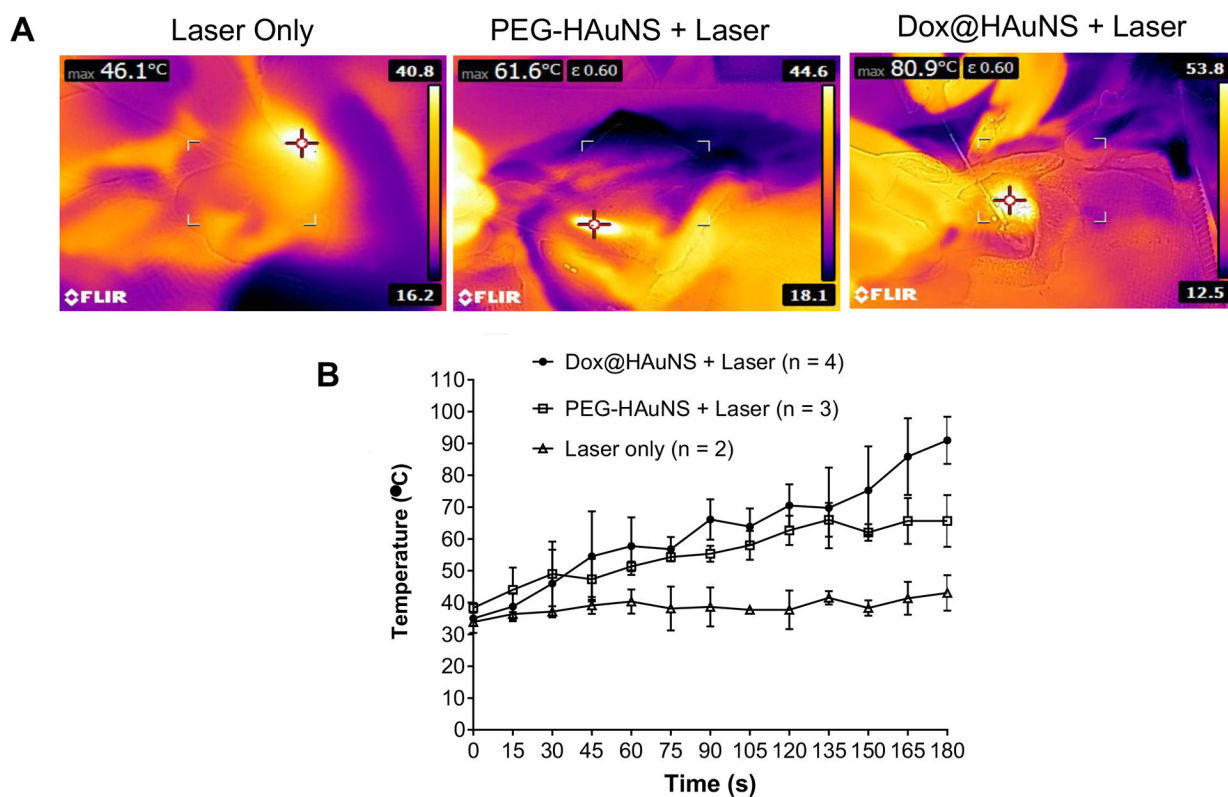 A
Laser Only
PEG-HAuNS + Laser
Dox@HAuNS + Laser
max 46.1°C
40.8
16.2
FLIR
max 61.6°C ε 0.60
44.6
18.1
FLIR
max 80.9°C ε 0.60
53.8
12.5
FLIR
B
Dox@HAuNS + Laser (n = 4)
PEG-HAuNS + Laser (n = 3)
Laser only (n = 2)
Temperature (°C)
110
100
90
80
70
60
50
40
30
20
10
0
0 15 30 45 60 75 90 105 120 135 150 165 180
Time (s)